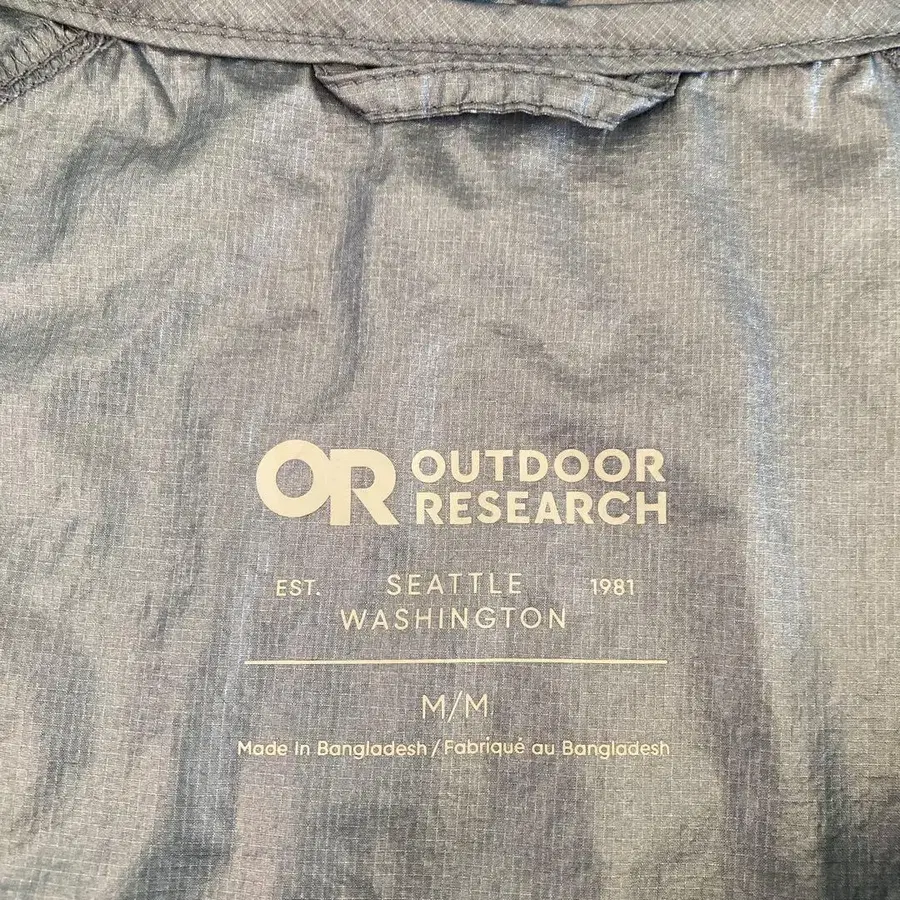 OR OUTDOOR
RESEARCH
EST. SEATTLE 1981
WASHINGTON
M/M
Made in Bangladesh / Fabriqué au Bangladesh